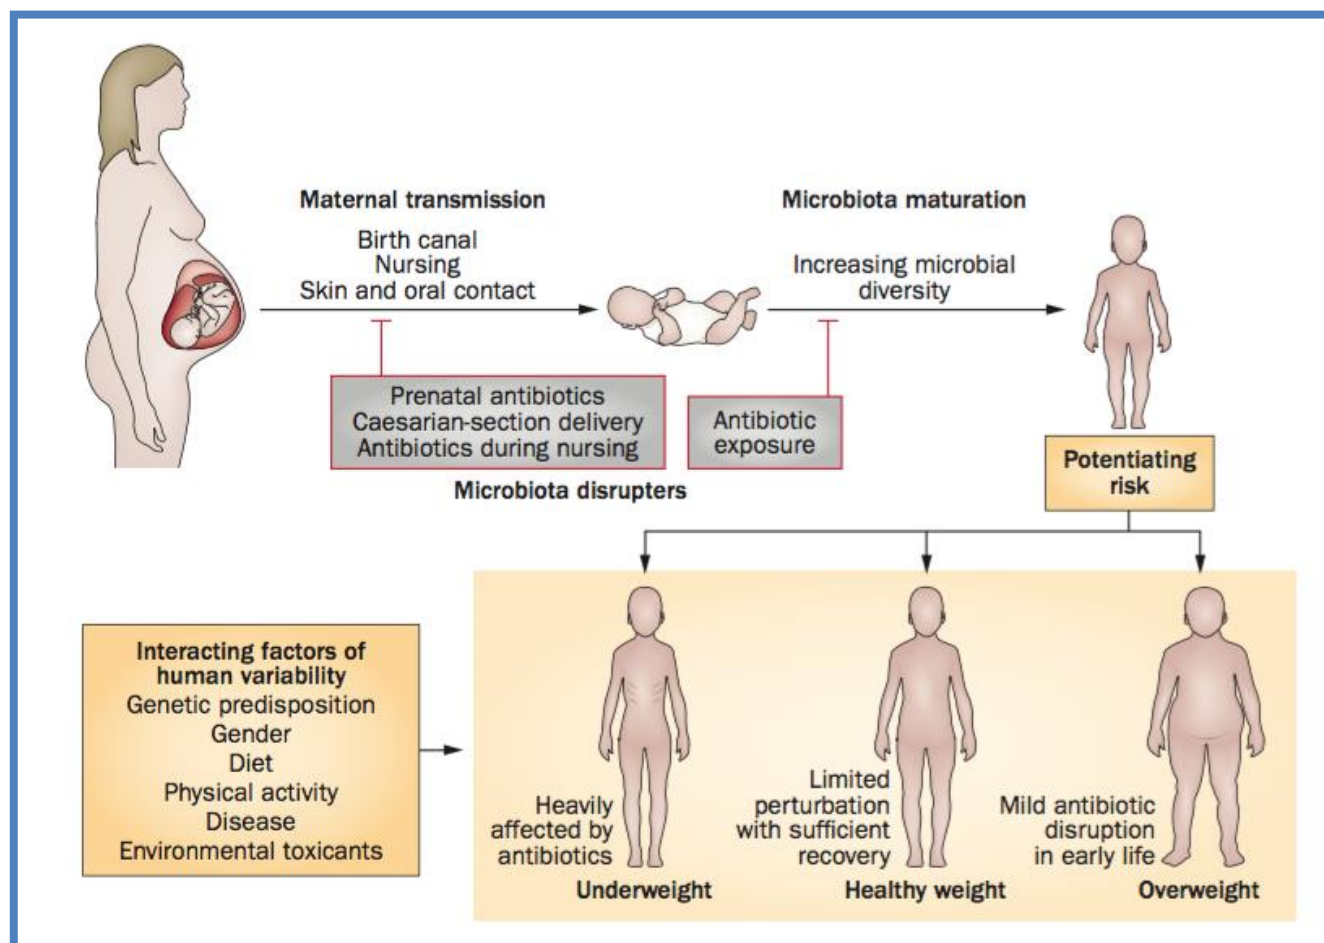 Maternal transmission
Birth canal
Nursing
Skin and oral contact
Microbiota maturation
Increasing microbial
diversity
Prenatal antibiotics
Caesarian-section delivery
Antibiotics during nursing
Antibiotic
exposure
Microbiota disrupters
Potentiating
risk
Interacting factors of
human variability
Genetic predisposition
Gender
Diet
Physical activity
Disease
Environmental toxicants
Heavily
affected by
antibiotics
Underweight
Limited
perturbation
with sufficient
recovery
Healthy weight
Mild antibiotic
disruption
in early life
Overweight